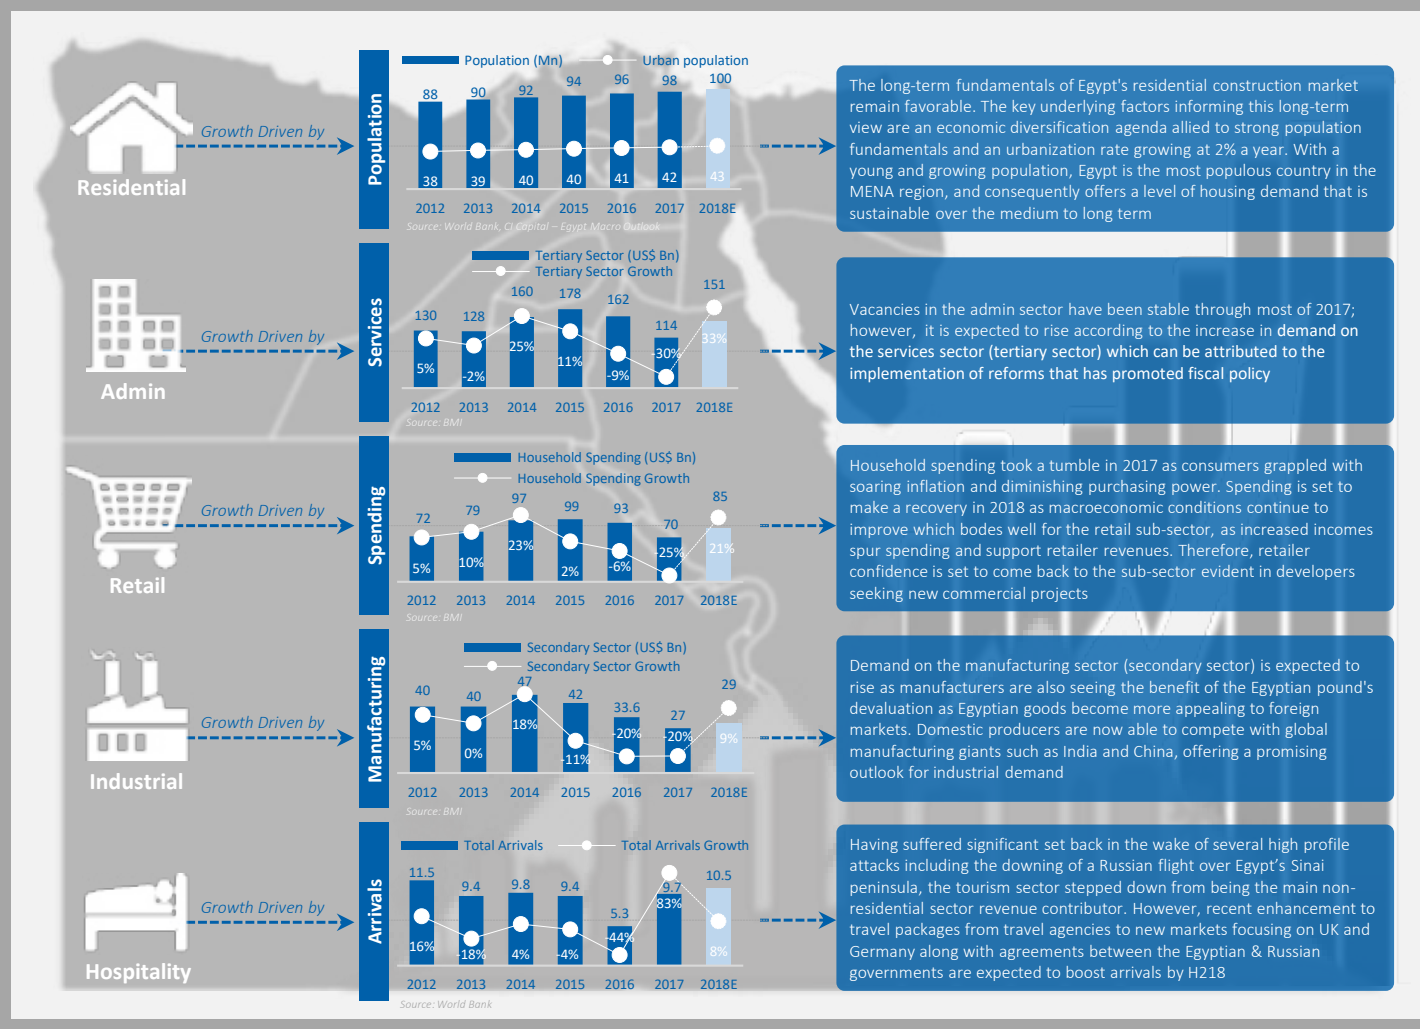 Residential
Growth Driven by
Population
Population (Mn) Urban population
88 90 92 94 96 98 100
38 39 40 40 41 42 43
2012 2013 2014 2015 2016 2017 2018E
Source: World Bank, CI Capital – Egypt Macro Outlook
The long-term fundamentals of Egypt's residential construction market
remain favorable. The key underlying factors informing this long-term
view are an economic diversification agenda allied to strong population
fundamentals and an urbanization rate growing at 2% a year. With a
young and growing population, Egypt is the most populous country in the
MENA region, and consequently offers a level of housing demand that is
sustainable over the medium to long term
Admin
Growth Driven by
Services
Tertiary Sector (US$ Bn)
Tertiary Sector Growth
130 128 160 178 162 114 151
5% -2% 25% 11% -9% -30% 33%
2012 2013 2014 2015 2016 2017 2018E
Source: BMI
Vacancies in the admin sector have been stable through most of 2017;
however, it is expected to rise according to the increase in demand on
the services sector (tertiary sector) which can be attributed to the
implementation of reforms that has promoted fiscal policy
Retail
Growth Driven by
Spending
Household Spending (US$ Bn)
Household Spending Growth
72 79 97 99 93 70 85
5% 10% 23% 2% -6% -25% 21%
2012 2013 2014 2015 2016 2017 2018E
Source: BMI
Household spending took a tumble in 2017 as consumers grappled with
soaring inflation and diminishing purchasing power. Spending is set to
make a recovery in 2018 as macroeconomic conditions continue to
improve which bodes well for the retail sub-sector, as increased incomes
spur spending and support retailer revenues. Therefore, retailer
confidence is set to come back to the sub-sector evident in developers
seeking new commercial projects
Industrial
Growth Driven by
Manufacturing
Secondary Sector (US$ Bn)
Secondary Sector Growth
40 40 47 42 33.6 27 29
5% 0% 18% -11% -20% -20% 9%
2012 2013 2014 2015 2016 2017 2018E
Source: BMI
Demand on the manufacturing sector (secondary sector) is expected to
rise as manufacturers are also seeing the benefit of the Egyptian pound's
devaluation as Egyptian goods become more appealing to foreign
markets. Domestic producers are now able to compete with global
manufacturing giants such as India and China, offering a promising
outlook for industrial demand
Hospitality
Growth Driven by
Arrivals
Total Arrivals Total Arrivals Growth
11.5 9.4 9.8 9.4 5.3 9.7 10.5
16% -18% 4% -4% -44% 83% 8%
2012 2013 2014 2015 2016 2017 2018E
Source: World Bank
Having suffered significant set back in the wake of several high profile
attacks including the downing of a Russian flight over Egypt’s Sinai
peninsula, the tourism sector stepped down from being the main non-
residential sector revenue contributor. However, recent enhancement to
travel packages from travel agencies to new markets focusing on UK and
Germany along with agreements between the Egyptian & Russian
governments are expected to boost arrivals by H218